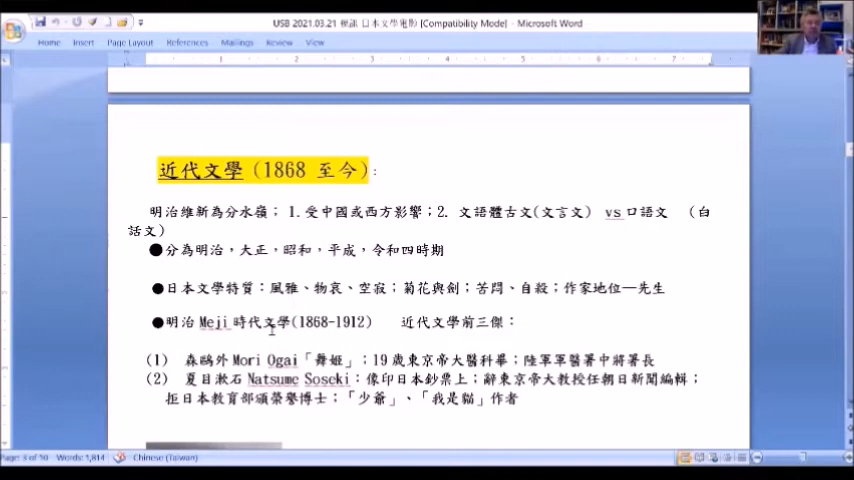 USB 2021.03.21 視訊 日本文學電影 [Compatibility Mode] - Microsoft Word
Home Insert Page Layout References Mailings Review View
1 2 3 4 5 6 7
近代文學 (1868 至今):
明治維新為分水嶺; 1.受中國或西方影響;2. 文語體古文(文言文) vs 口語文 (白
話文)
●分為明治,大正,昭和,平成,令和四時期
●日本文學特質:風雅、物哀、空寂;菊花與劍;苦悶、自殺;作家地位—先生
●明治 Meji 時代文學(1868-1912) 近代文學前三傑:
(1) 森鷗外 Mori Ogai「舞姬」;19 歲東京帝大醫科畢;陸軍軍醫署中將署長
(2) 夏目漱石 Natsume Soseki:像印日本鈔票上;辭東京帝大教授任朝日新聞編輯;
拒日本教育部頒榮譽博士;「少爺」、「我是貓」作者
Page: 3 of 10 Words: 1,814 Chinese (Taiwan)